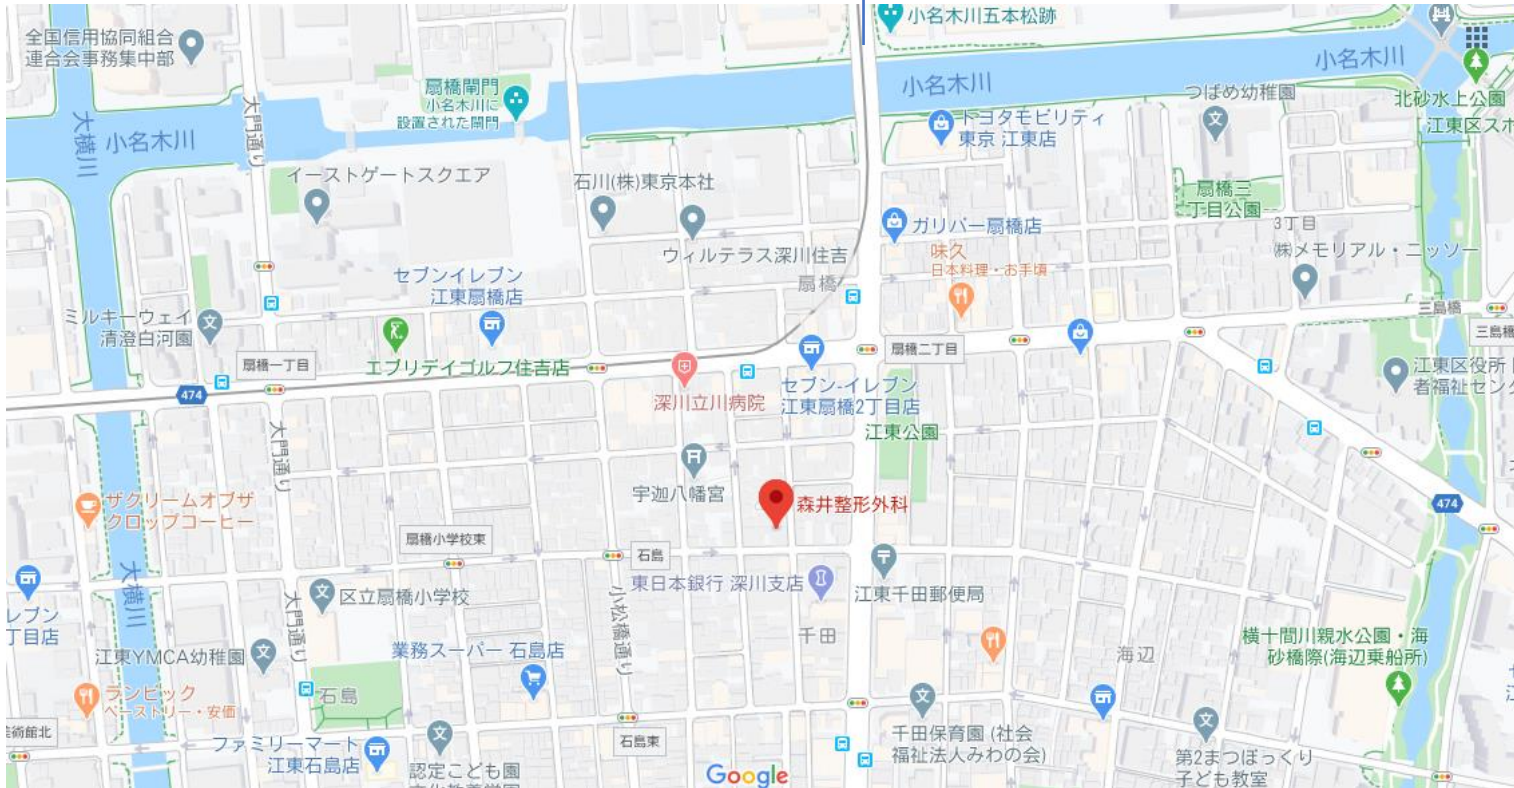 小名木川五本松跡
全国信用協同組合
連合会事務集中部
小名木川
小名木川
扇橋閘門
小名木川に
設置された閘門
つばめ幼稚園
北砂水上公園
大門通り
大横川
小名木川
トヨタモビリティ
東京 江東店
江東区スポ
イーストゲートスクエア
石川(株)東京本社
扇橋三
丁目公園
ガリバー扇橋店
3丁目
ウィルテラス深川住吉
味久
日本料理・お手頃
㈱メモリアル・ニッソー
セブンイレブン
江東扇橋店
扇橋
ミルキーウェイ
清澄白河園
三島橋
三島橋
扇橋一丁目
エブリデイゴルフ住吉店
扇橋二丁目
江東区役所
者福祉センタ
474
深川立川病院
セブン-イレブン
江東扇橋2丁目店
江東公園
大門通り
宇迦八幡宮
ザクリームオブザ
クロップコーヒー
森井整形外科
474
扇橋小学校東
石島
大横川
東日本銀行 深川支店
江東千田郵便局
区立扇橋小学校
小松橋通り
大門通り
レブン
丁目店
千田
横十間川親水公園・海
砂橋際(海辺乗船所)
江東YMCA幼稚園
業務スーパー 石島店
海辺
ランビック
ペーストリー・安価
石島
美術館北
石島東
千田保育園 (社会
福祉法人みわの会)
ファミリーマート
江東石島店
第2まつぼっくり
子ども教室
認定こども園
Google